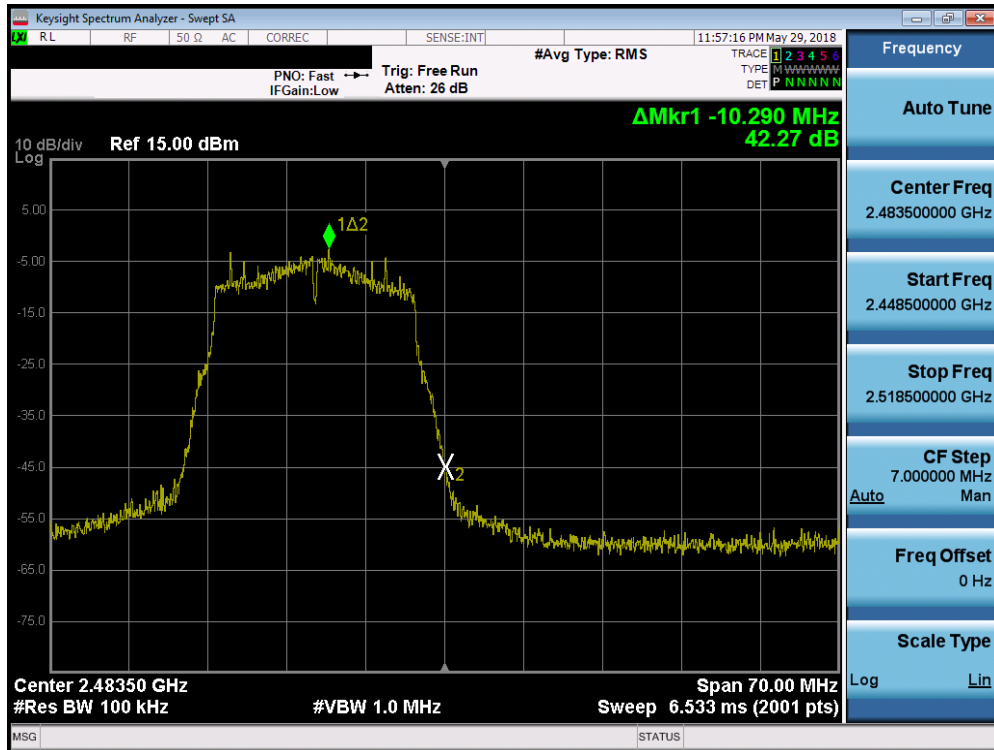 Keysight Spectrum Analyzer - Swept SA
LXI RL RF 50 Ω AC CORREC SENSE:INT 11:57:16 PM May 29, 2018
#Avg Type: RMS TRACE 1 2 3 4 5 6
PNO: Fast Trig: Free Run TYPE M W W W W W
IFGain:Low Atten: 26 dB DET P N N N N N
ΔMkr1 -10.290 MHz
42.27 dB
10 dB/div Ref 15.00 dBm
Log
1Δ2
5.00
-5.00
-15.0
-25.0
-35.0
-45.0
2
-55.0
-65.0
-75.0
Center 2.48350 GHz Span 70.00 MHz
#Res BW 100 kHz #VBW 1.0 MHz Sweep 6.533 ms (2001 pts)
MSG STATUS
Frequency
Auto Tune
Center Freq
2.483500000 GHz
Start Freq
2.448500000 GHz
Stop Freq
2.518500000 GHz
CF Step
7.000000 MHz
Auto Man
Freq Offset
0 Hz
Scale Type
Log Lin